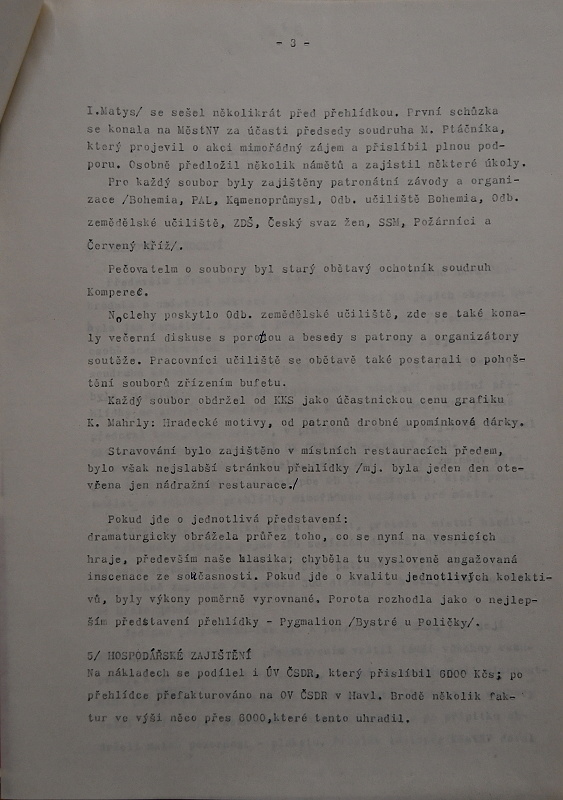 - 3 -
I.Matys/ se sešel několikrát před přehlídkou. První schůzka
se konala na MěstNV za účasti předsedy soudruha M. Ptáčníka,
který projevil o akci mimořádný zájem a přislíbil plnou pod-
poru. Osobně předložil několik námětů a zajistil některé úkoly.
Pro každý soubor byly zajištěny patronátní závody a organi-
zace /Bohemia, PAL, Kamenoprůmysl, Odb. učiliště Bohemia, Odb.
zemědělské učiliště, ZDŠ, Český svaz žen, SSM, Požárníci a
Červený kříž/.
Pečovatelm o soubory byl starý obětavý ochotník soudruh
Kompereč.
Noclehy poskytlo Odb. zemědělské učiliště, zde se také kona-
ly večerní diskuse s porotou a besedy s patrony a organizátory
soutěže. Pracovníci učiliště se obětavě také postarali o pohoš-
tění souborů zřízením bufetu.
Každý soubor obdržel od KKS jako účastnickou cenu grafiku
K. Mahrly: Hradecké motivy, od patronů drobné upomínkové dárky.
Stravování bylo zajištěno v místních restauracích předem,
bylo však nejslabší stránkou přehlídky /mj. byla jeden den ote-
vřena jen nádražní restaurace./
Pokud jde o jednotlivá představení:
dramaturgicky obrážela průřez toho, co se nyní na vesnicích
hraje, především naše klasika; chyběla tu vysloveně angažovaná
inscenace ze současnosti. Pokud jde o kvalitu jednotlivých kolekti-
vů, byly výkony poměrně vyrovnané. Porota rozhodla jako o nejlep-
ším představení přehlídky - Pygmalion /Bystré u Poličky/.
5/ HOSPODÁŘSKÉ ZAJIŠTĚNÍ
Na nákladech se podílel i ÚV ČSDR, který přislíbil 6000 Kčs; po
přehlídce přefakturováno na OV ČSDR v Havl. Brodě několik fak-
tur ve výši něco přes 6000,které tento uhradil.